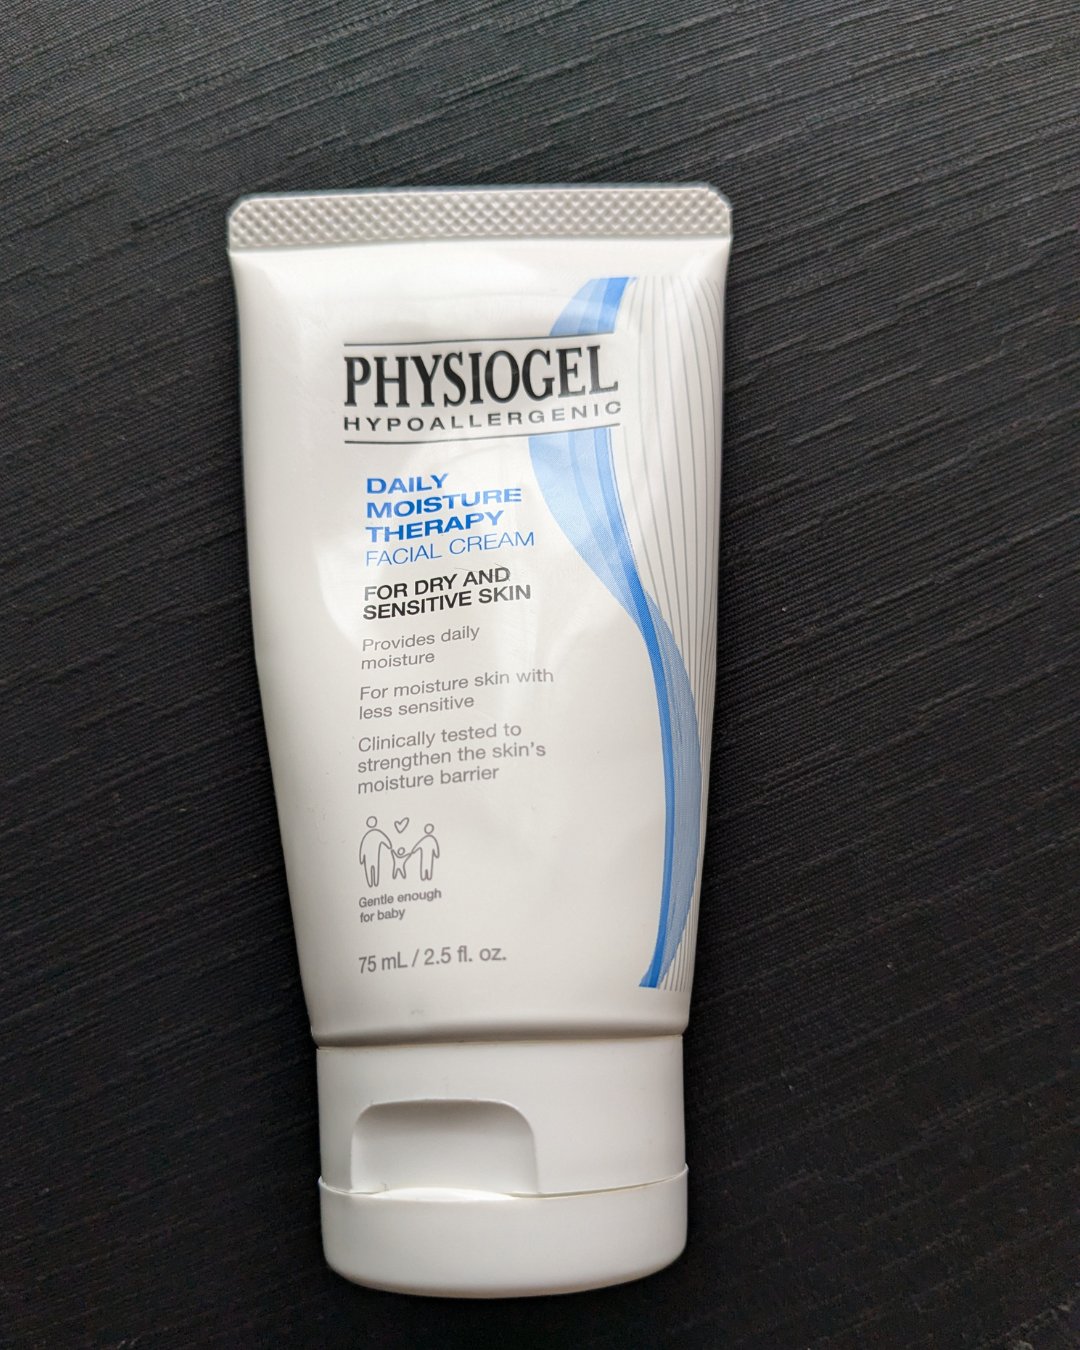 PHYSIOGEL
HYPOALLERGENIC
DAILY
MOISTURE
THERAPY
FACIAL CREAM
FOR DRY AND
SENSITIVE SKIN
Provides daily
moisture
For moisture skin with
less sensitive
Clinically tested to
strengthen the skin's
moisture barrier
Gentle enough
for baby
75 mL / 2.5 fl. oz.